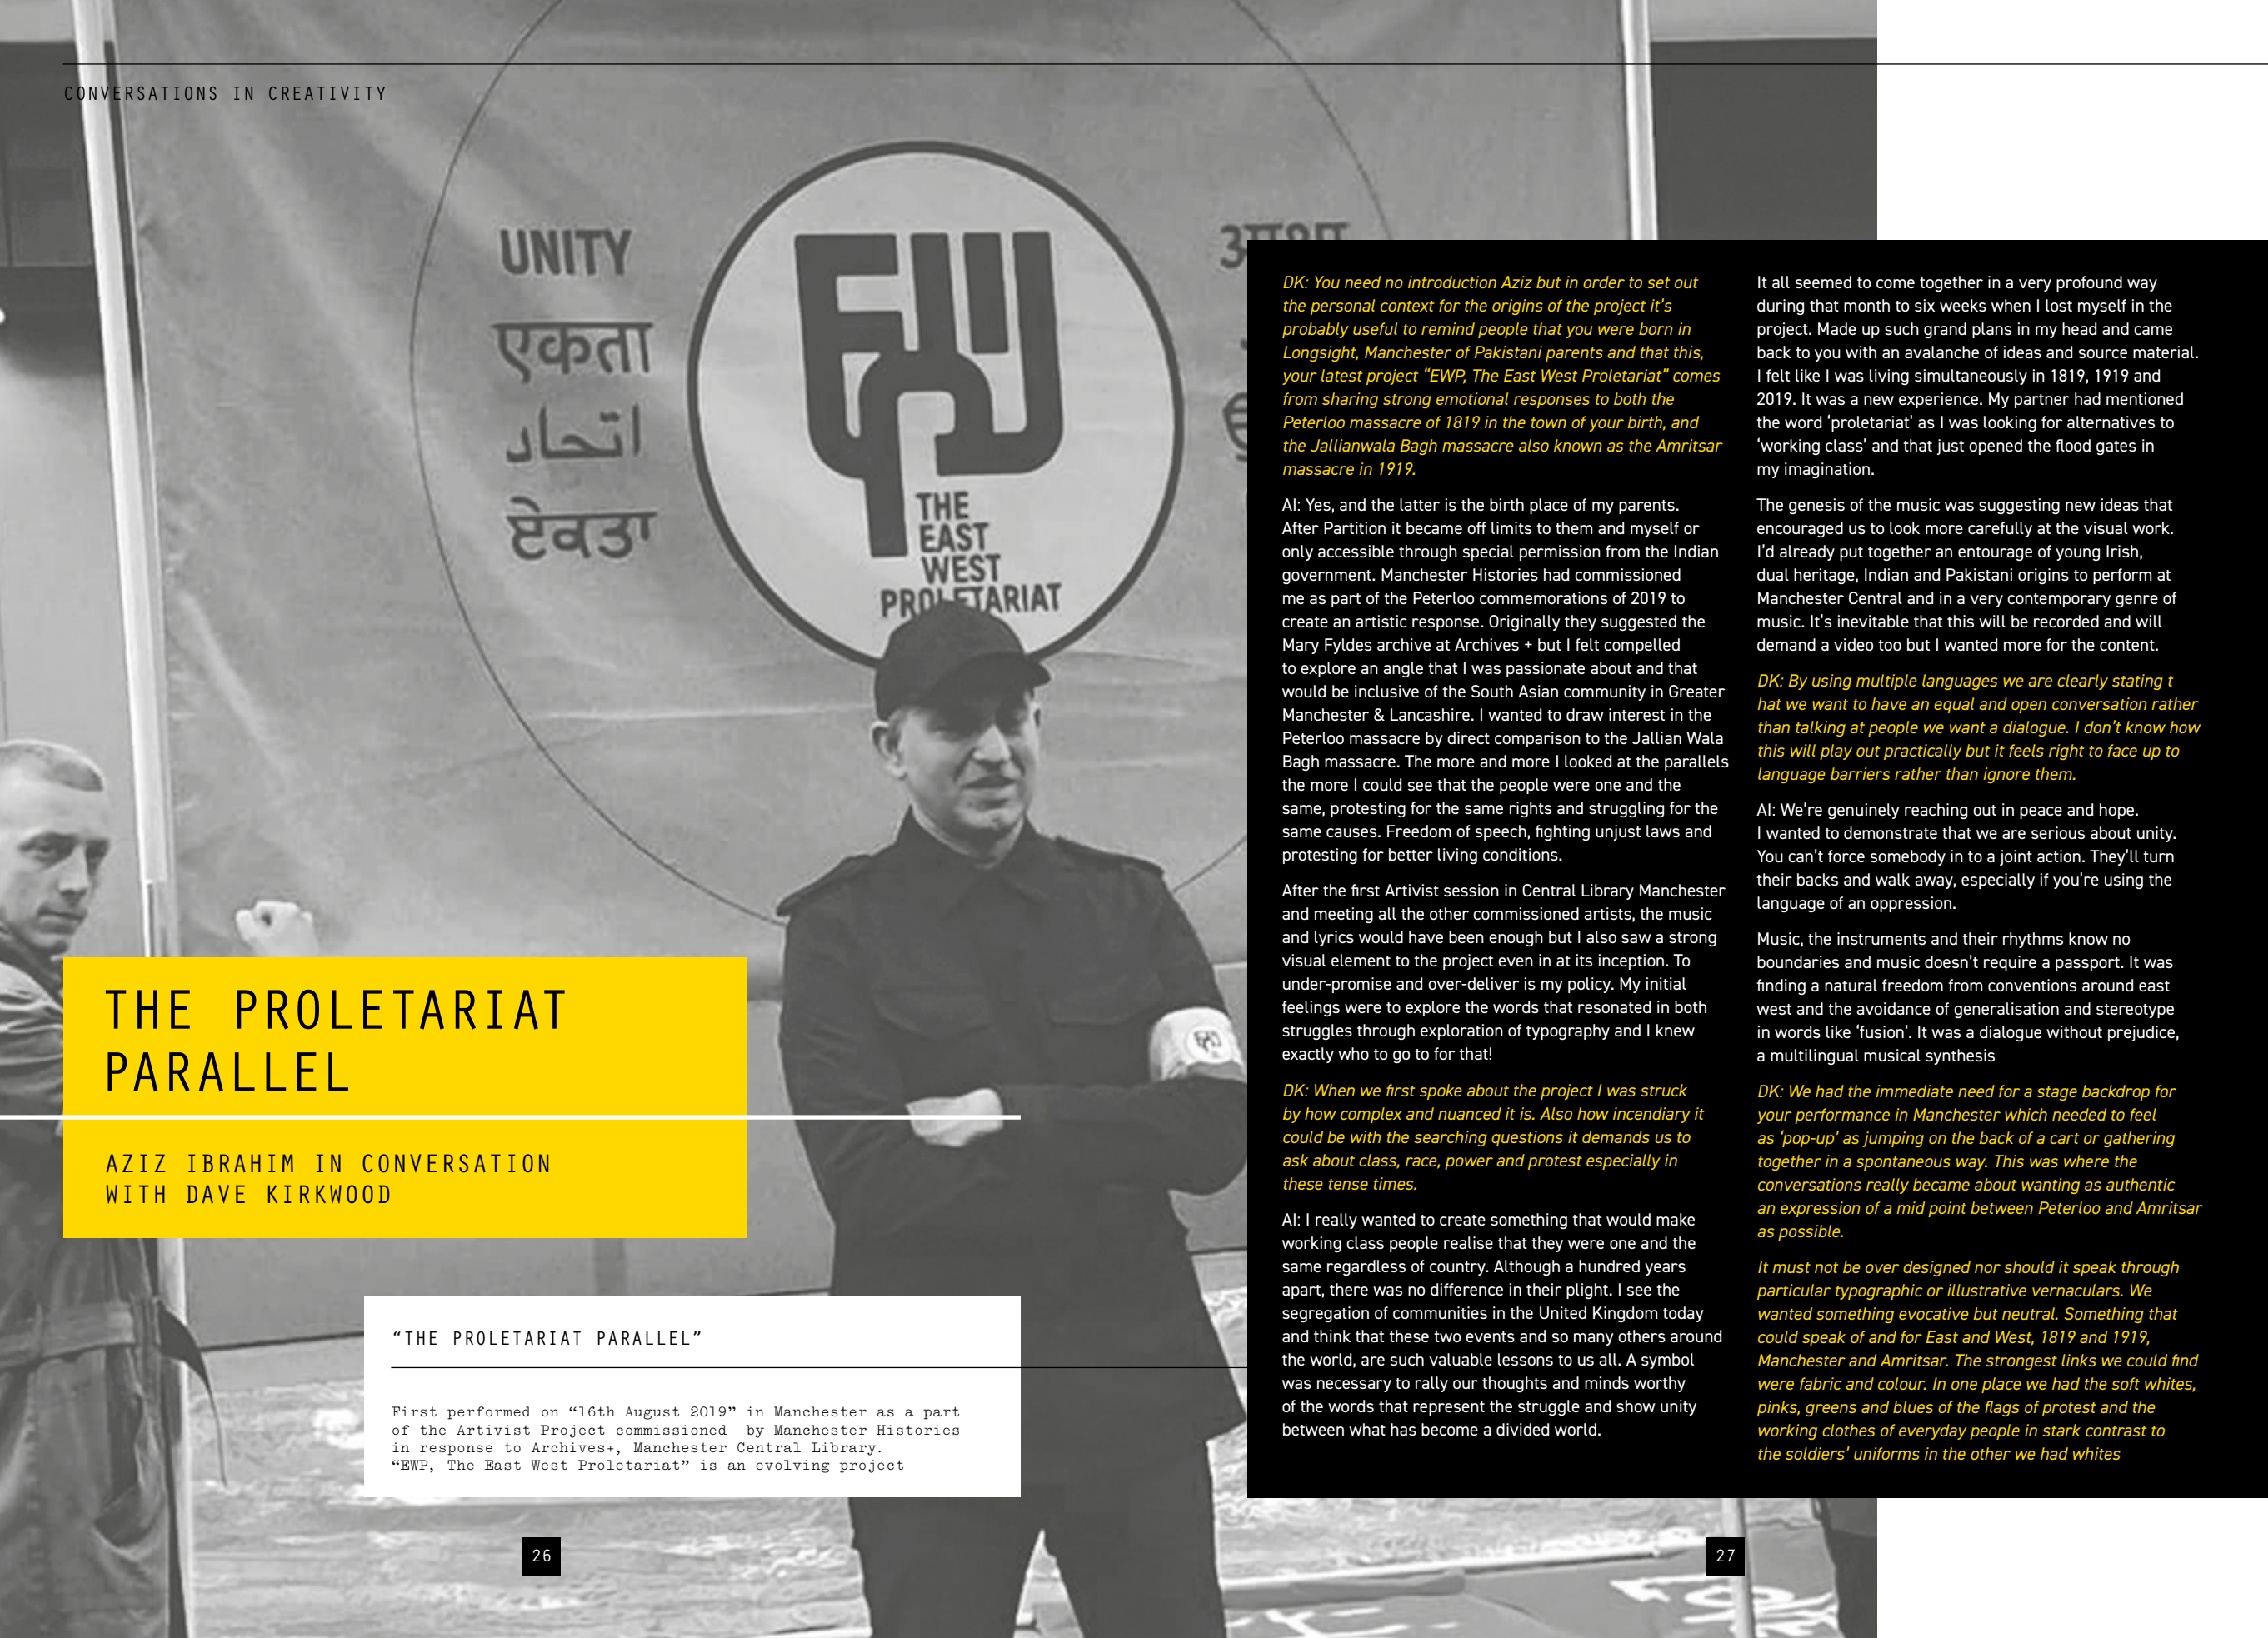 CONVERSATIONS IN CREATIVITY
UNITY
एकता
اتحاد
ਏਕਤਾ
THE
EAST
WEST
PROLETARIAT
THE PROLETARIAT
PARALLEL
AZIZ IBRAHIM IN CONVERSATION
WITH DAVE KIRKWOOD
“THE PROLETARIAT PARALLEL”
First performed on “16th August 2019” in Manchester as a part
of the Artivist Project commissioned by Manchester Histories
in response to Archives+, Manchester Central Library.
“EWP, The East West Proletariat” is an evolving project
26
DK: You need no introduction Aziz but in order to set out
the personal context for the origins of the project it’s
probably useful to remind people that you were born in
Longsight, Manchester of Pakistani parents and that this,
your latest project “EWP, The East West Proletariat” comes
from sharing strong emotional responses to both the
Peterloo massacre of 1819 in the town of your birth, and
the Jallianwala Bagh massacre also known as the Amritsar
massacre in 1919.
AI: Yes, and the latter is the birth place of my parents.
After Partition it became off limits to them and myself or
only accessible through special permission from the Indian
government. Manchester Histories had commissioned
me as part of the Peterloo commemorations of 2019 to
create an artistic response. Originally they suggested the
Mary Fyldes archive at Archives + but I felt compelled
to explore an angle that I was passionate about and that
would be inclusive of the South Asian community in Greater
Manchester & Lancashire. I wanted to draw interest in the
Peterloo massacre by direct comparison to the Jallian Wala
Bagh massacre. The more and more I looked at the parallels
the more I could see that the people were one and the
same, protesting for the same rights and struggling for the
same causes. Freedom of speech, fighting unjust laws and
protesting for better living conditions.
After the first Artivist session in Central Library Manchester
and meeting all the other commissioned artists, the music
and lyrics would have been enough but I also saw a strong
visual element to the project even in at its inception. To
under-promise and over-deliver is my policy. My initial
feelings were to explore the words that resonated in both
struggles through exploration of typography and I knew
exactly who to go to for that!
DK: When we first spoke about the project I was struck
by how complex and nuanced it is. Also how incendiary it
could be with the searching questions it demands us to
ask about class, race, power and protest especially in
these tense times.
AI: I really wanted to create something that would make
working class people realise that they were one and the
same regardless of country. Although a hundred years
apart, there was no difference in their plight. I see the
segregation of communities in the United Kingdom today
and think that these two events and so many others around
the world, are such valuable lessons to us all. A symbol
was necessary to rally our thoughts and minds worthy
of the words that represent the struggle and show unity
between what has become a divided world.
It all seemed to come together in a very profound way
during that month to six weeks when I lost myself in the
project. Made up such grand plans in my head and came
back to you with an avalanche of ideas and source material.
I felt like I was living simultaneously in 1819, 1919 and
2019. It was a new experience. My partner had mentioned
the word ‘proletariat’ as I was looking for alternatives to
‘working class’ and that just opened the flood gates in
my imagination.
The genesis of the music was suggesting new ideas that
encouraged us to look more carefully at the visual work.
I’d already put together an entourage of young Irish,
dual heritage, Indian and Pakistani origins to perform at
Manchester Central and in a very contemporary genre of
music. It’s inevitable that this will be recorded and will
demand a video too but I wanted more for the content.
DK: By using multiple languages we are clearly stating t
hat we want to have an equal and open conversation rather
than talking at people we want a dialogue. I don’t know how
this will play out practically but it feels right to face up to
language barriers rather than ignore them.
AI: We’re genuinely reaching out in peace and hope.
I wanted to demonstrate that we are serious about unity.
You can’t force somebody in to a joint action. They’ll turn
their backs and walk away, especially if you’re using the
language of an oppression.
Music, the instruments and their rhythms know no
boundaries and music doesn’t require a passport. It was
finding a natural freedom from conventions around east
west and the avoidance of generalisation and stereotype
in words like ‘fusion’. It was a dialogue without prejudice,
a multilingual musical synthesis
DK: We had the immediate need for a stage backdrop for
your performance in Manchester which needed to feel
as ‘pop-up’ as jumping on the back of a cart or gathering
together in a spontaneous way. This was where the
conversations really became about wanting as authentic
an expression of a mid point between Peterloo and Amritsar
as possible.
It must not be over designed nor should it speak through
particular typographic or illustrative vernaculars. We
wanted something evocative but neutral. Something that
could speak of and for East and West, 1819 and 1919,
Manchester and Amritsar. The strongest links we could find
were fabric and colour. In one place we had the soft whites,
pinks, greens and blues of the flags of protest and the
working clothes of everyday people in stark contrast to
the soldiers’ uniforms in the other we had whites
27